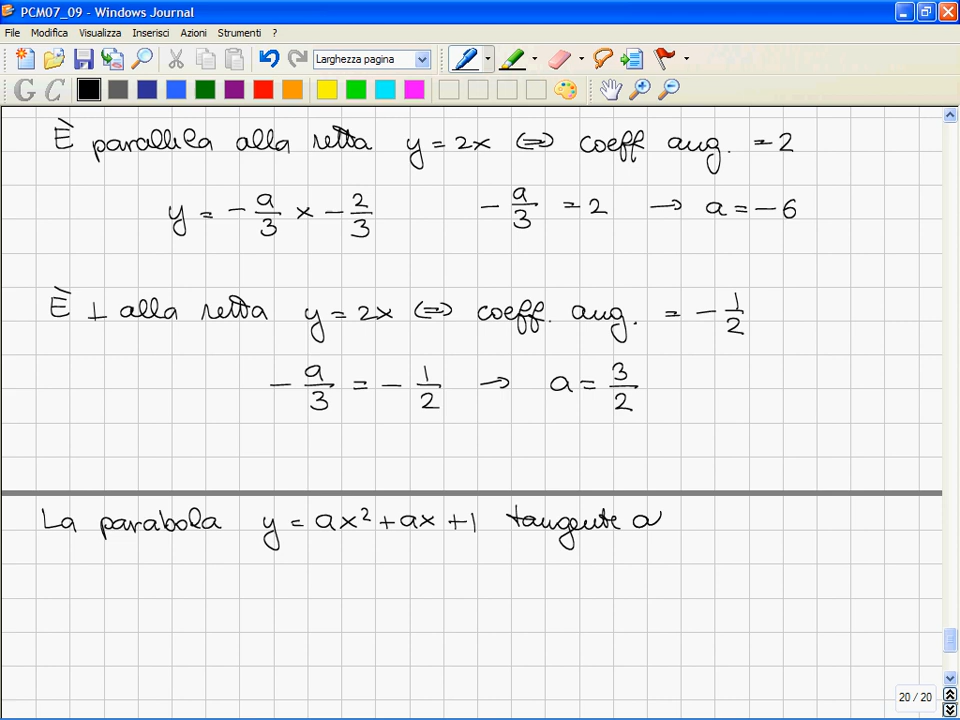 PCM07_09 - Windows Journal
File Modifica Visualizza Inserisci Azioni Strumenti ?
Larghezza pagina
G C
È parallela alla retta y = 2x ⇔ coeff ang. = 2
y = - a/3 x - 2/3 - a/3 = 2 → a = - 6
È ⊥ alla retta y = 2x ⇔ coeff. ang. = - 1/2
- a/3 = - 1/2 → a = 3/2
La parabola y = ax² + ax + 1 tangente a
20 / 20